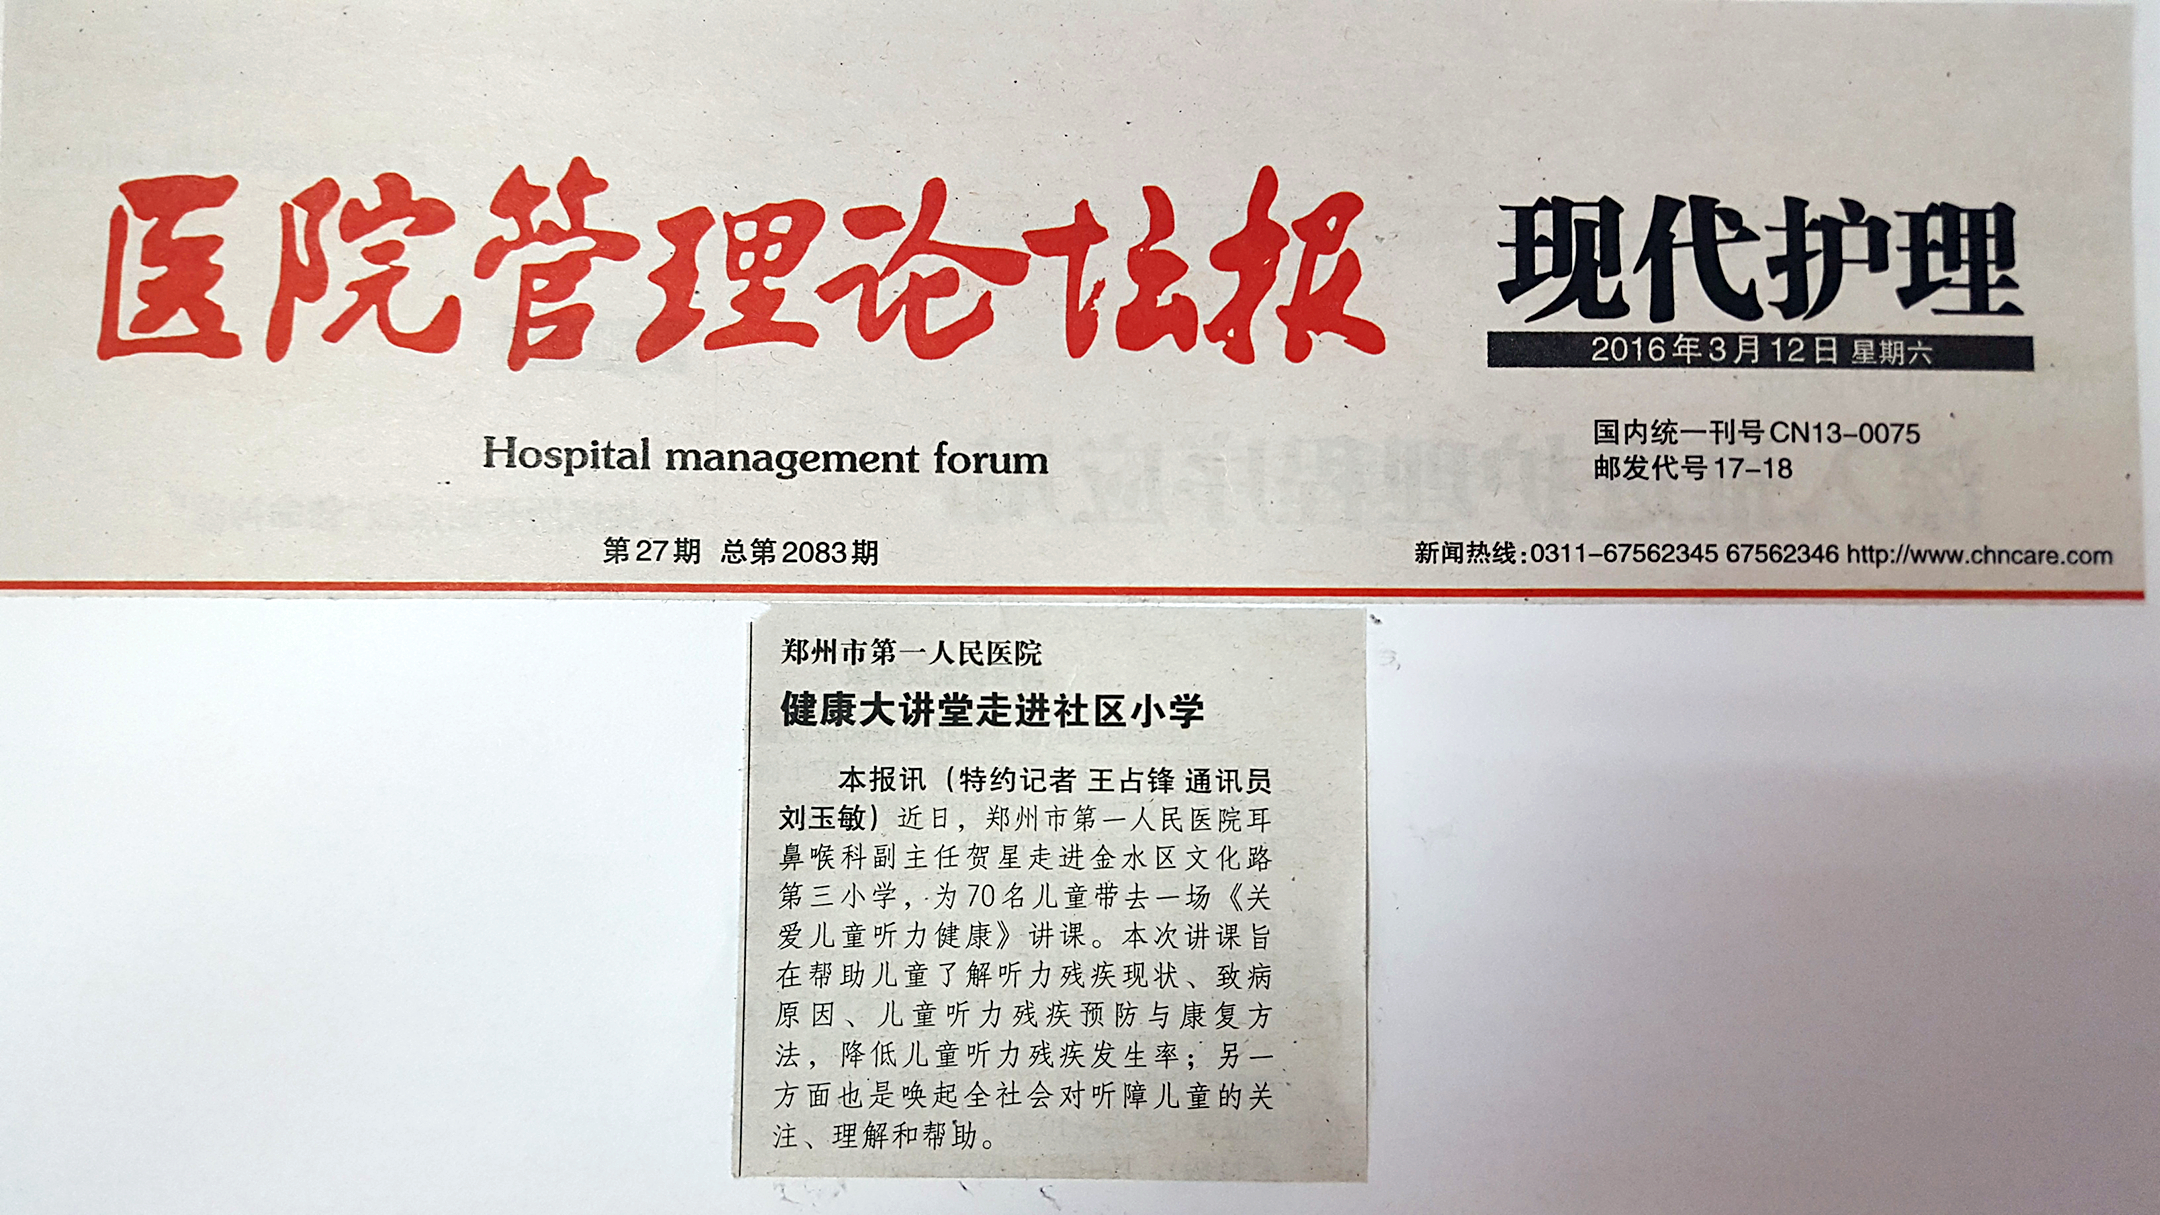 医院管理论坛报
现代护理
2016年3月12日 星期六
Hospital management forum
国内统一刊号CN13-0075
邮发代号17-18
第27期 总第2083期
新闻热线:0311-67562345 67562346 http://www.chncare.com
郑州市第一人民医院
健康大讲堂走进社区小学
本报讯（特约记者 王占锋 通讯员
刘玉敏）近日，郑州市第一人民医院耳
鼻喉科副主任贺星走进金水区文化路
第三小学，为70名儿童带去一场《关
爱儿童听力健康》讲课。本次讲课旨
在帮助儿童了解听力残疾现状、致病
原因、儿童听力残疾预防与康复方
法，降低儿童听力残疾发生率；另一
方面也是唤起全社会对听障儿童的关
注、理解和帮助。